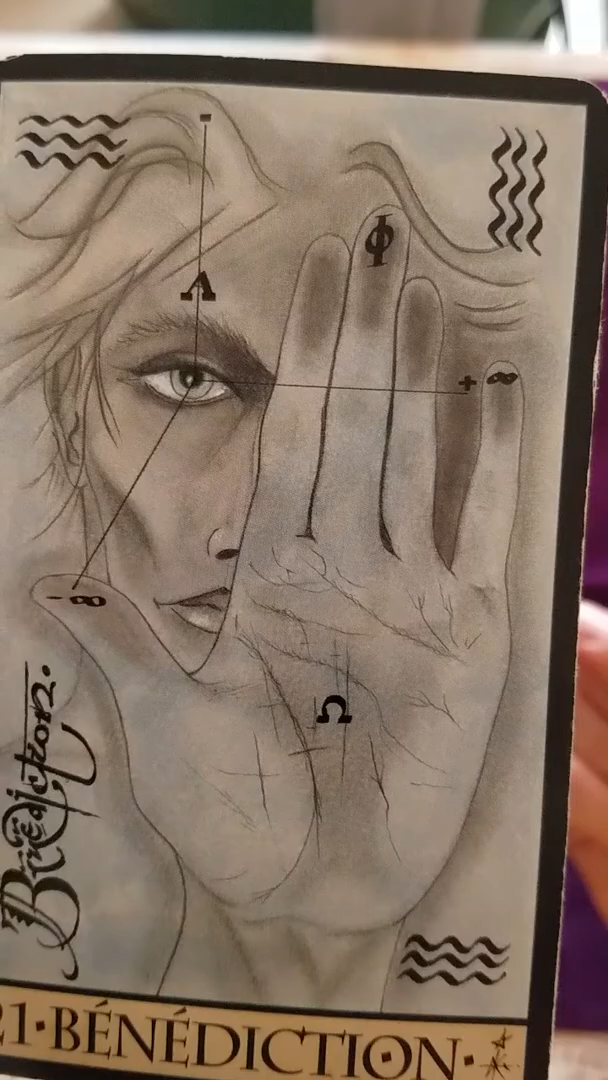 -
Λ
Φ
+ ∞
-∞
Ω
Bénédiction.
21·BÉNÉDICTION·